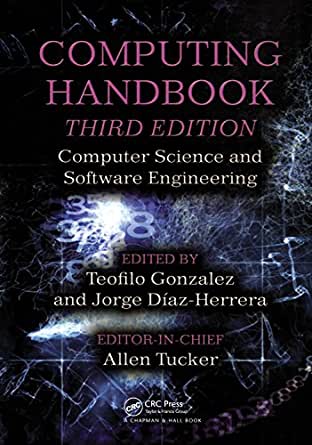 COMPUTING
HANDBOOK
THIRD EDITION
Computer Science and
Software Engineering
EDITED BY
Teofilo Gonzalez
and Jorge Díaz-Herrera
EDITOR-IN-CHIEF
Allen Tucker
CRC Press
Taylor & Francis Group
A CHAPMAN & HALL BOOK